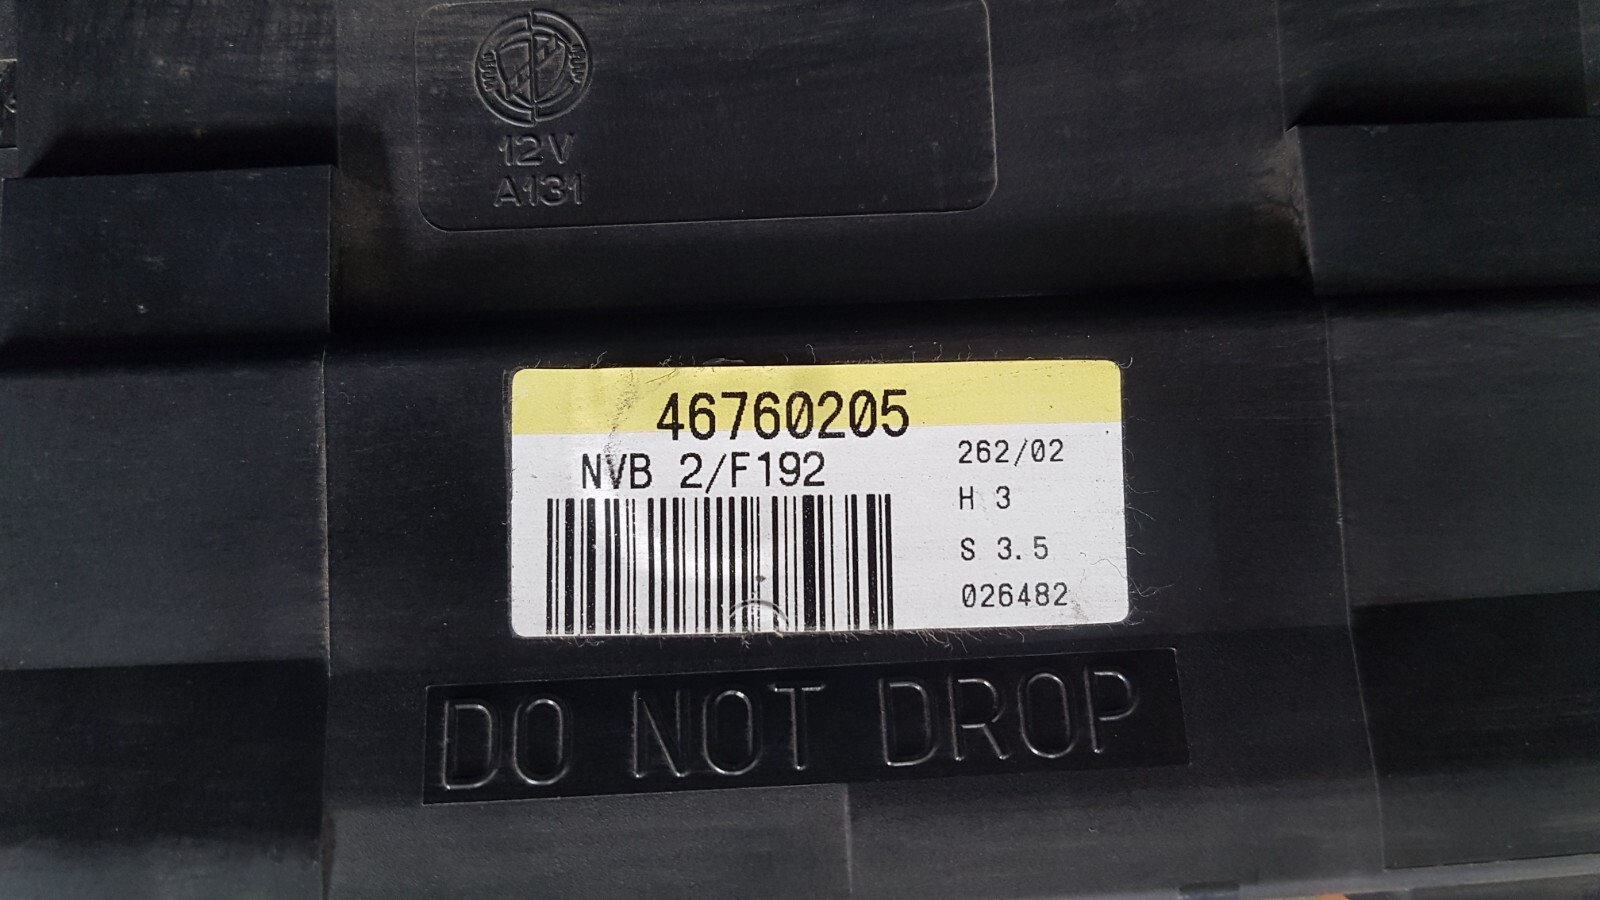 12V
A131
46760205
NVB 2/F192
262/02
H 3
S 3.5
026482
DO NOT DROP